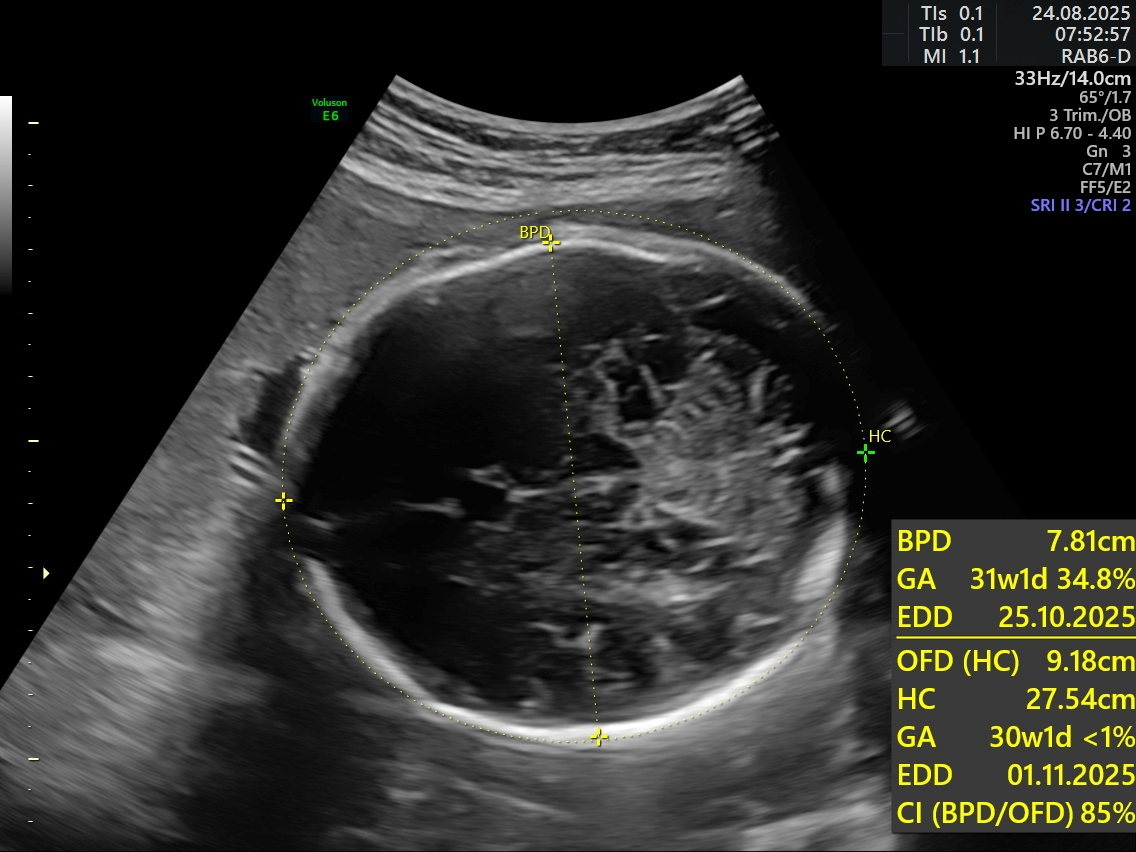 TIs 0.1 24.08.2025
TIb 0.1 07:52:57
MI 1.1 RAB6-D
33Hz/14.0cm
65°/1.7
3 Trim./OB
HI P 6.70 - 4.40
Gn 3
C7/M1
FF5/E2
SRI II 3/CRI 2
Voluson
E6
BPD
HC
BPD 7.81cm
GA 31w1d 34.8%
EDD 25.10.2025
OFD (HC) 9.18cm
HC 27.54cm
GA 30w1d <1%
EDD 01.11.2025
CI (BPD/OFD) 85%